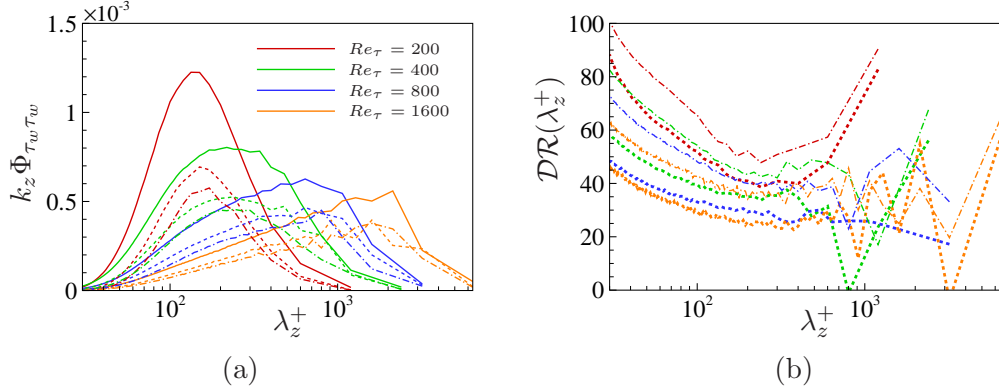 1.5
×10⁻³
1
0.5
0
k_z Φ_{τ_w τ_w}
Re_τ = 200
Re_τ = 400
Re_τ = 800
Re_τ = 1600
10²
10³
λ_z⁺
(a)
100
80
60
40
20
0
𝒟ℛ(λ_z⁺)
10²
10³
λ_z⁺
(b)